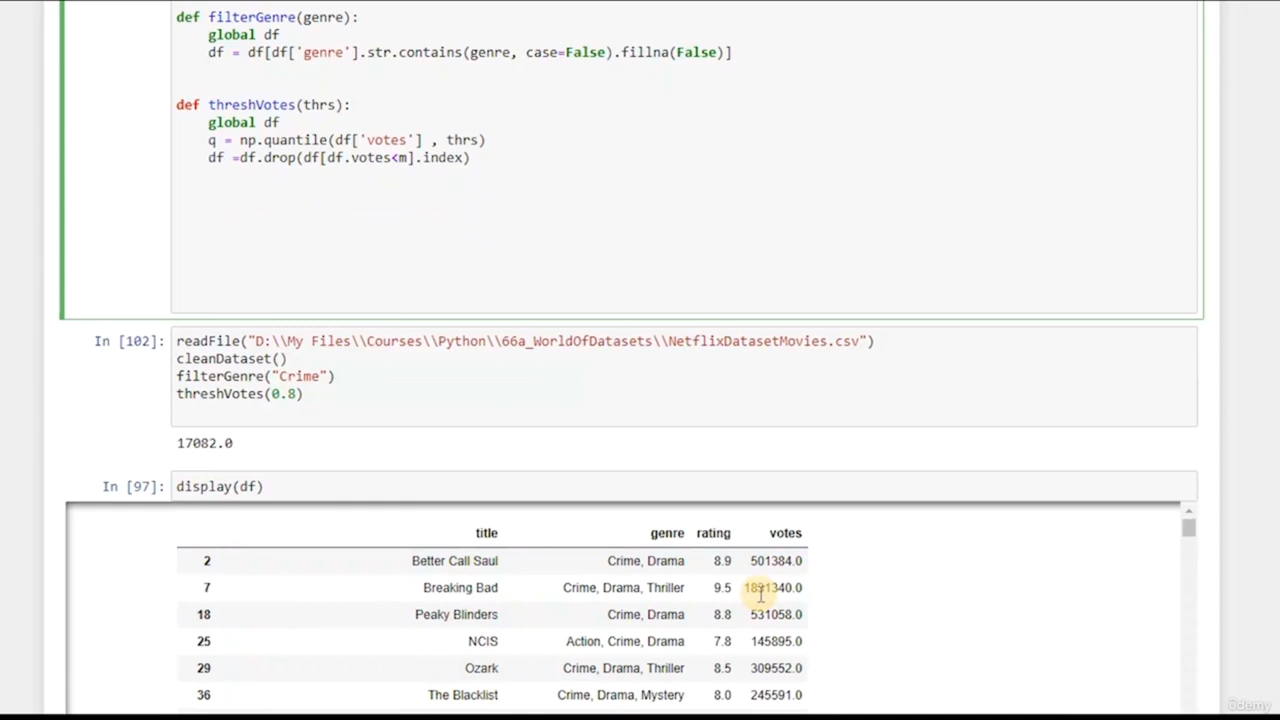 def filterGenre(genre):
global df
df = df[df['genre'].str.contains(genre, case=False).fillna(False)]
def threshVotes(thrs):
global df
q = np.quantile(df['votes'] , thrs)
df =df.drop(df[df.votes<m].index)
In [102]: readFile("D:\\My Files\\Courses\\Python\\66a_WorldOfDatasets\\NetflixDatasetMovies.csv")
cleanDataset()
filterGenre("Crime")
threshVotes(0.8)
17082.0
In [97]: display(df)
title genre rating votes
2 Better Call Saul Crime, Drama 8.9 501384.0
7 Breaking Bad Crime, Drama, Thriller 9.5
18 Peaky Blinders Crime, Drama 8.8 531058.0
25 NCIS Action, Crime, Drama 7.8 145895.0
29 Ozark Crime, Drama, Thriller 8.5 309552.0
36 The Blacklist Crime, Drama, Mystery 8.0 245591.0
ûdemy